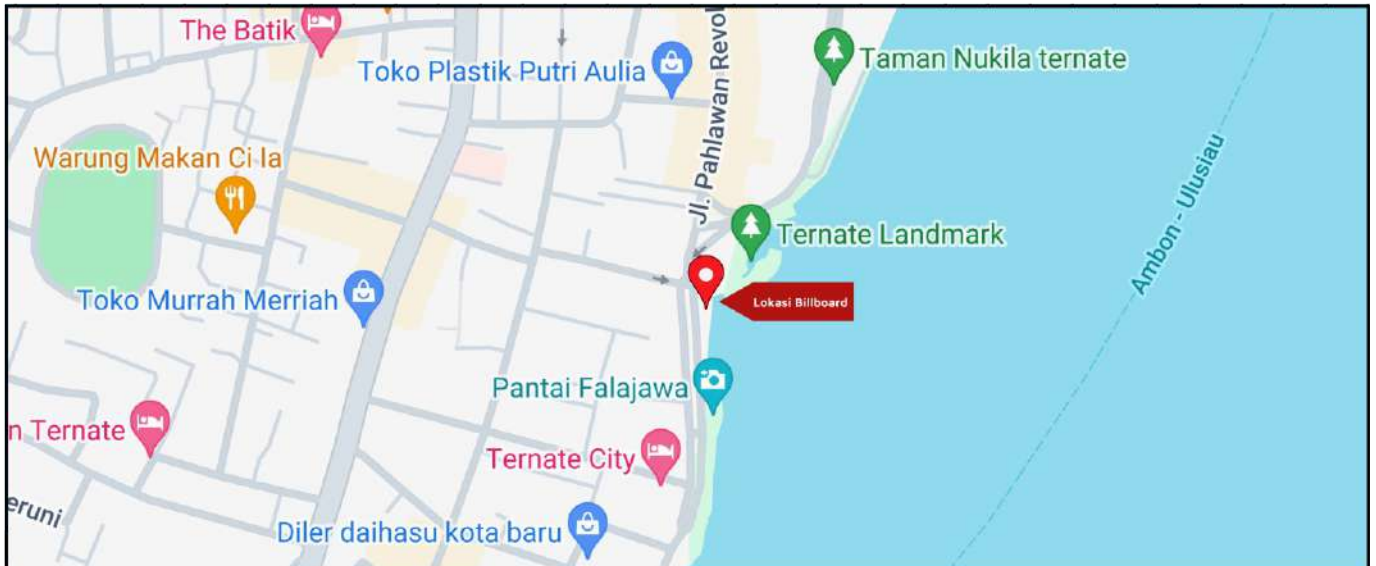 The Batik
Toko Plastik Putri Aulia
Jl. Pahlawan Revol
Taman Nukila ternate
Warung Makan Ci Ia
Ambon - Ulusiau
Ternate Landmark
Toko Murrah Merriah
Lokasi Billboard
Pantai Falajawa
n Ternate
Ternate City
eruni
Diler daihasu kota baru